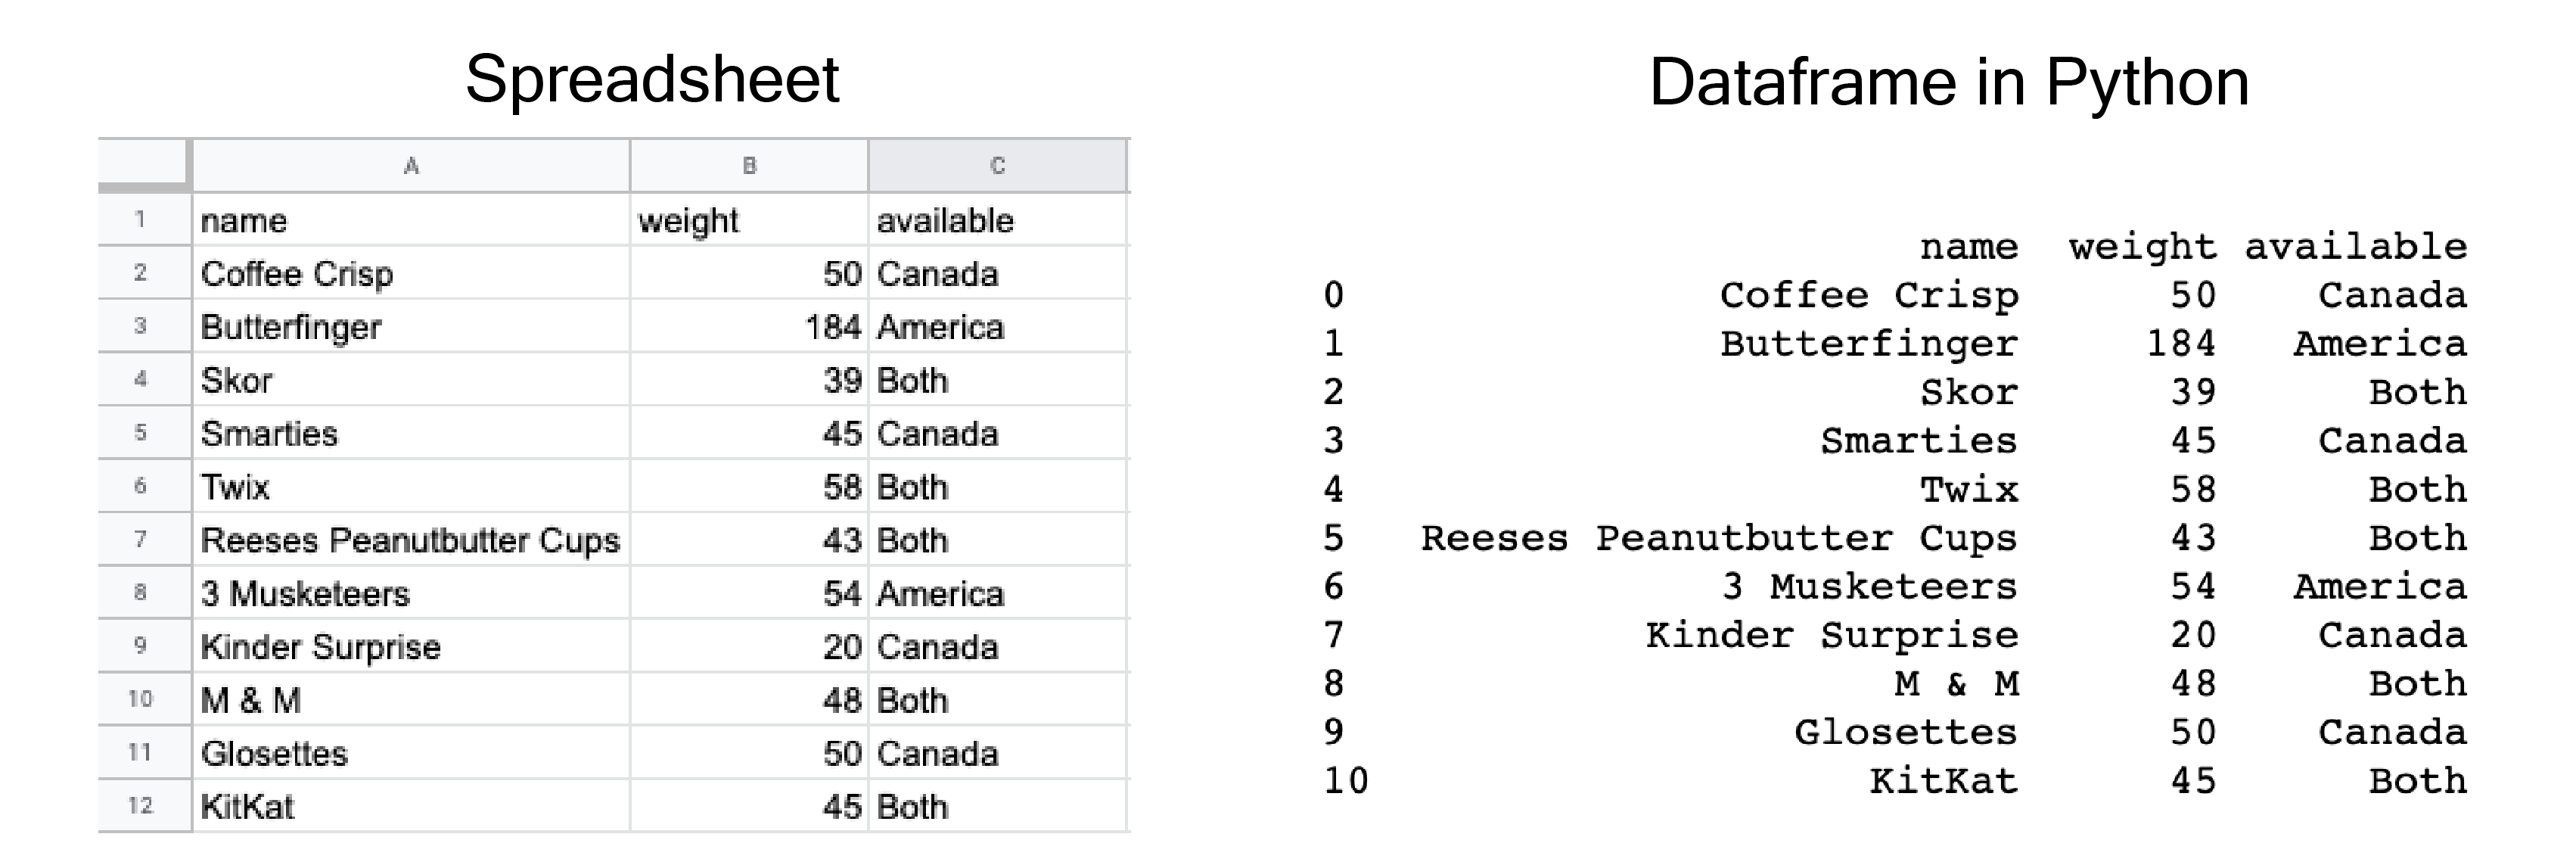 Spreadsheet
A B C
1 name weight available
2 Coffee Crisp 50 Canada
3 Butterfinger 184 America
4 Skor 39 Both
5 Smarties 45 Canada
6 Twix 58 Both
7 Reeses Peanutbutter Cups 43 Both
8 3 Musketeers 54 America
9 Kinder Surprise 20 Canada
10 M & M 48 Both
11 Glosettes 50 Canada
12 KitKat 45 Both
Dataframe in Python
name weight available
0 Coffee Crisp 50 Canada
1 Butterfinger 184 America
2 Skor 39 Both
3 Smarties 45 Canada
4 Twix 58 Both
5 Reeses Peanutbutter Cups 43 Both
6 3 Musketeers 54 America
7 Kinder Surprise 20 Canada
8 M & M 48 Both
9 Glosettes 50 Canada
10 KitKat 45 Both